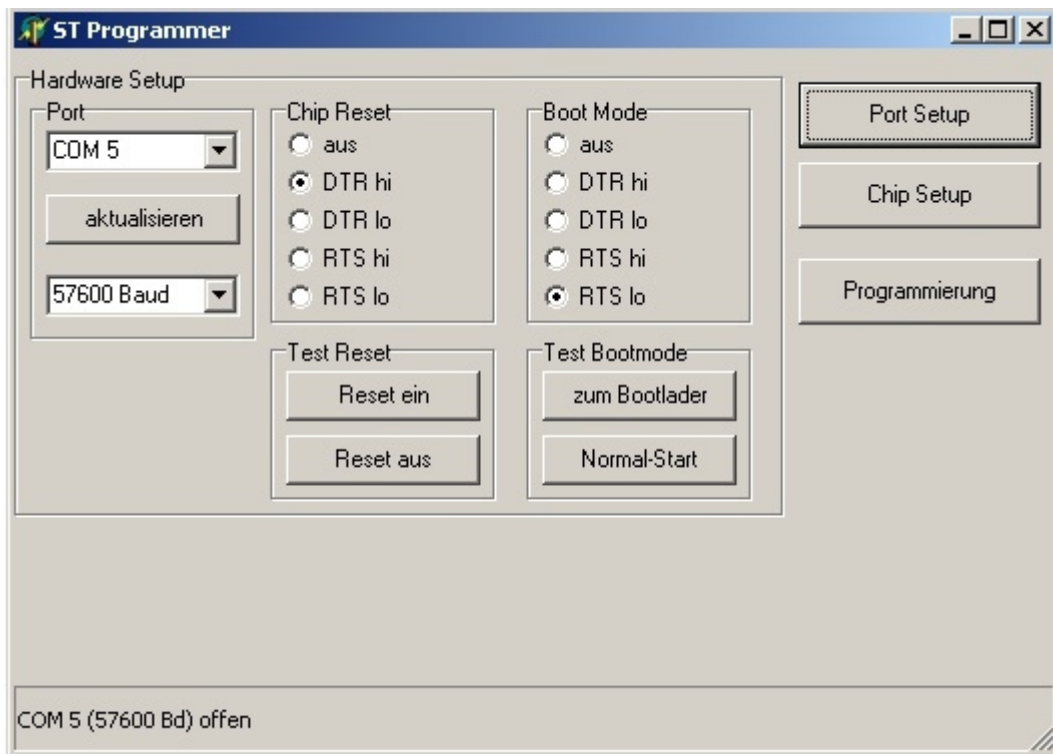 ST Programmer
Hardware Setup
Port
COM 5
aktualisieren
57600 Baud
Chip Reset
aus
DTR hi
DTR lo
RTS hi
RTS lo
Boot Mode
aus
DTR hi
DTR lo
RTS hi
RTS lo
Test Reset
Reset ein
Reset aus
Test Bootmode
zum Bootlader
Normal-Start
Port Setup
Chip Setup
Programmierung
COM 5 (57600 Bd) offen